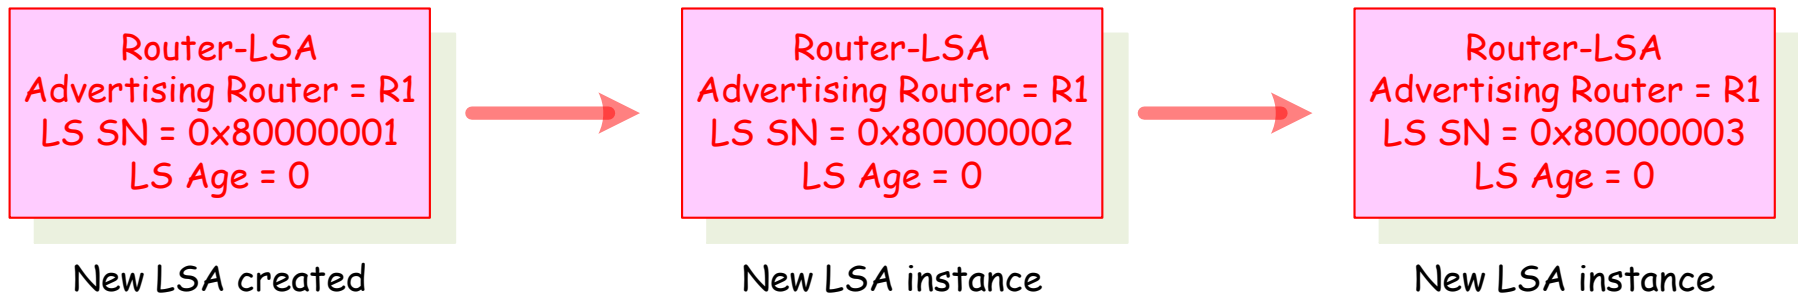 Router-LSA
Advertising Router = R1
LS SN = 0x80000001
LS Age = 0
New LSA created
Router-LSA
Advertising Router = R1
LS SN = 0x80000002
LS Age = 0
New LSA instance
Router-LSA
Advertising Router = R1
LS SN = 0x80000003
LS Age = 0
New LSA instance